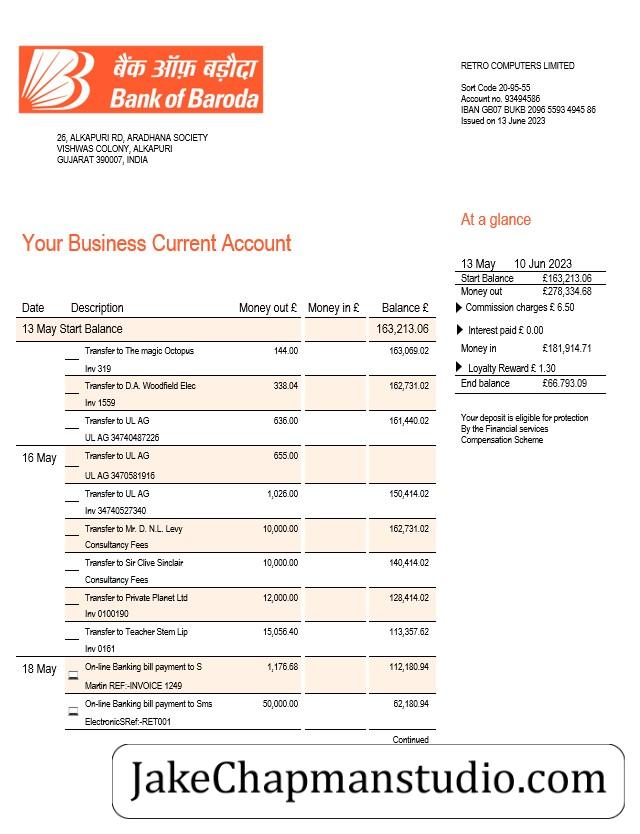 बैंक ऑफ़ बड़ौदा
Bank of Baroda
RETRO COMPUTERS LIMITED
Sort Code 20-95-55
Account no. 93494586
IBAN GB07 BUKB 2096 5593 4945 86
Issued on 13 June 2023
26, ALKAPURI RD, ARADHANA SOCIETY
VISHWAS COLONY, ALKAPURI
GUJARAT 390007, INDIA
At a glance
Your Business Current Account
13 May 10 Jun 2023
Start Balance £163,213.06
Money out £278,334.68
Commission charges £ 6.50
Interest paid £ 0.00
Money in £181,914.71
Loyalty Reward £ 1.30
End balance £66.793.09
Your deposit is eligible for protection
By the Financial services
Compensation Scheme
Date Description Money out £ Money in £ Balance £
13 May Start Balance 163,213.06
Transfer to The magic Octopus 144.00 163,069.02
Inv 319
Transfer to D.A. Woodfield Elec 338.04 162,731.02
Inv 1559
Transfer to UL AG 636.00 161,440.02
UL AG 34740487226
16 May Transfer to UL AG 655.00
UL AG 3470581916
Transfer to UL AG 1,026.00 150,414.02
Inv 34740527340
Transfer to Mr. D. N.L. Levy 10,000.00 162,731.02
Consultancy Fees
Transfer to Sir Clive Sinclair 10,000.00 140,414.02
Consultancy Fees
Transfer to Private Planet Ltd 12,000.00 128,414.02
Inv 0100190
Transfer to Teacher Stem Lip 15,056.40 113,357.62
Inv 0161
18 May On-line Banking bill payment to S 1,176.68 112,180.94
Martin REF:-INVOICE 1249
On-line Banking bill payment to Sms 50,000.00 62,180.94
ElectronicSRef:-RET001
Continued
JakeChapmanstudio.com